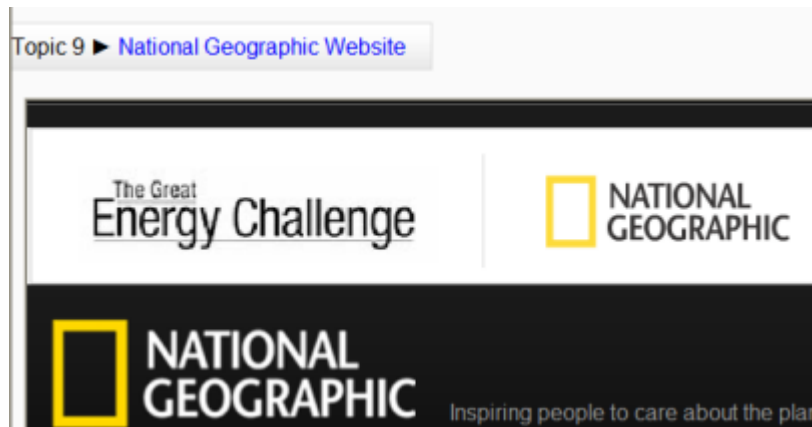 Topic 9 ► National Geographic Website
The Great
Energy Challenge
NATIONAL
GEOGRAPHIC
NATIONAL
GEOGRAPHIC
Inspiring people to care about the